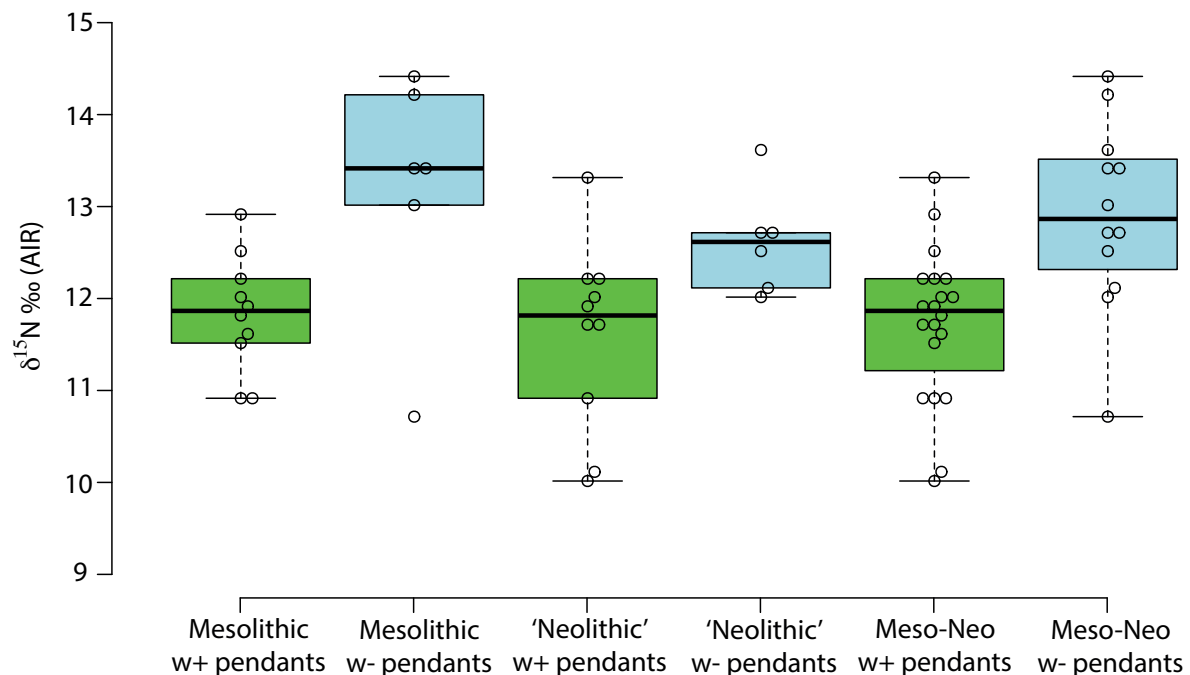 15
14
13
12
11
10
9
δ15N ‰ (AIR)
Mesolithic
w+ pendants
Mesolithic
w- pendants
‘Neolithic’
w+ pendants
‘Neolithic’
w- pendants
Meso-Neo
w+ pendants
Meso-Neo
w- pendants